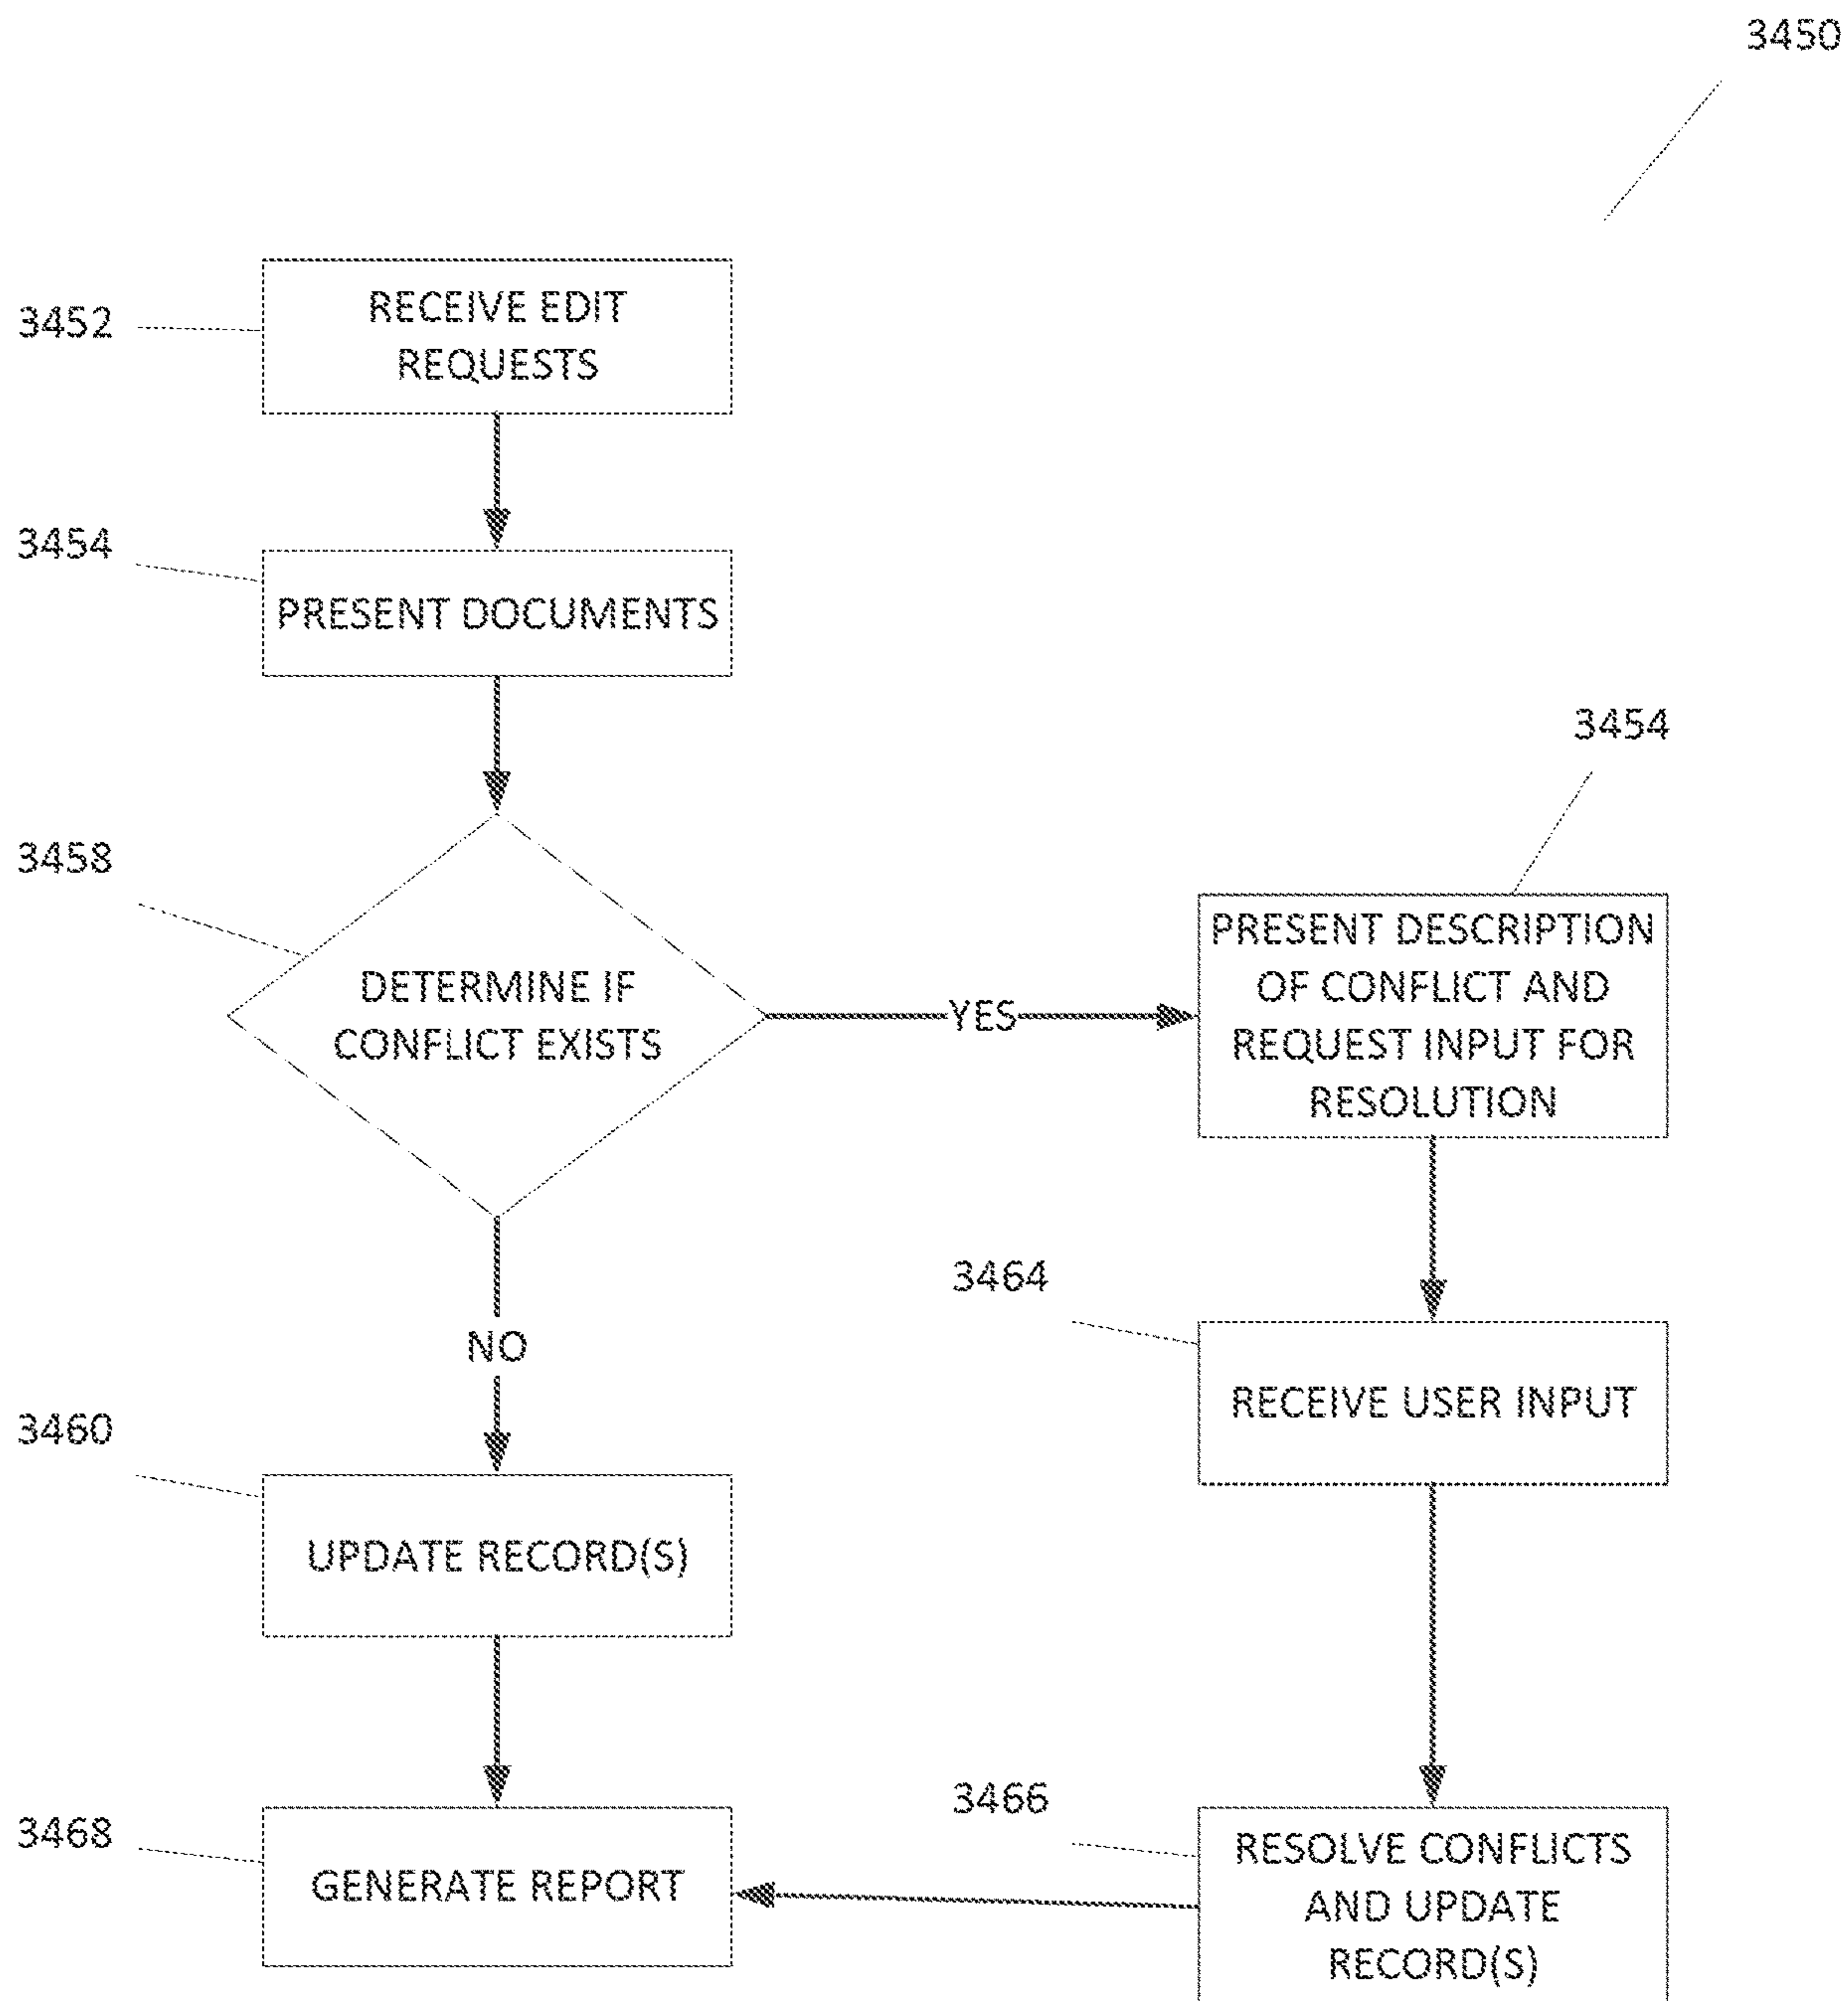 3450
3452
RECEIVE EDIT
REQUESTS
3454
PRESENT DOCUMENTS
3454
3458
DETERMINE IF
CONFLICT EXISTS
YES
PRESENT DESCRIPTION
OF CONFLICT AND
REQUEST INPUT FOR
RESOLUTION
NO
3464
RECEIVE USER INPUT
3460
UPDATE RECORD(S)
3466
RESOLVE CONFLICTS
AND UPDATE
RECORD(S)
3468
GENERATE REPORT